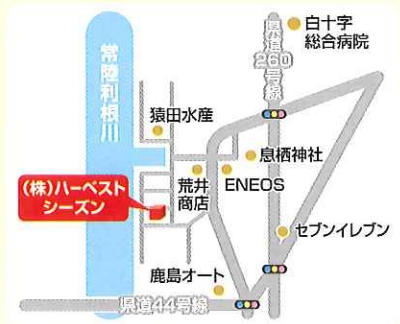 白十字
総合病院
県道260号線
常陸利根川
猿田水産
息栖神社
荒井
商店
ENEOS
(株)ハーベスト
シーズン
セブンイレブン
鹿島オート
県道44号線